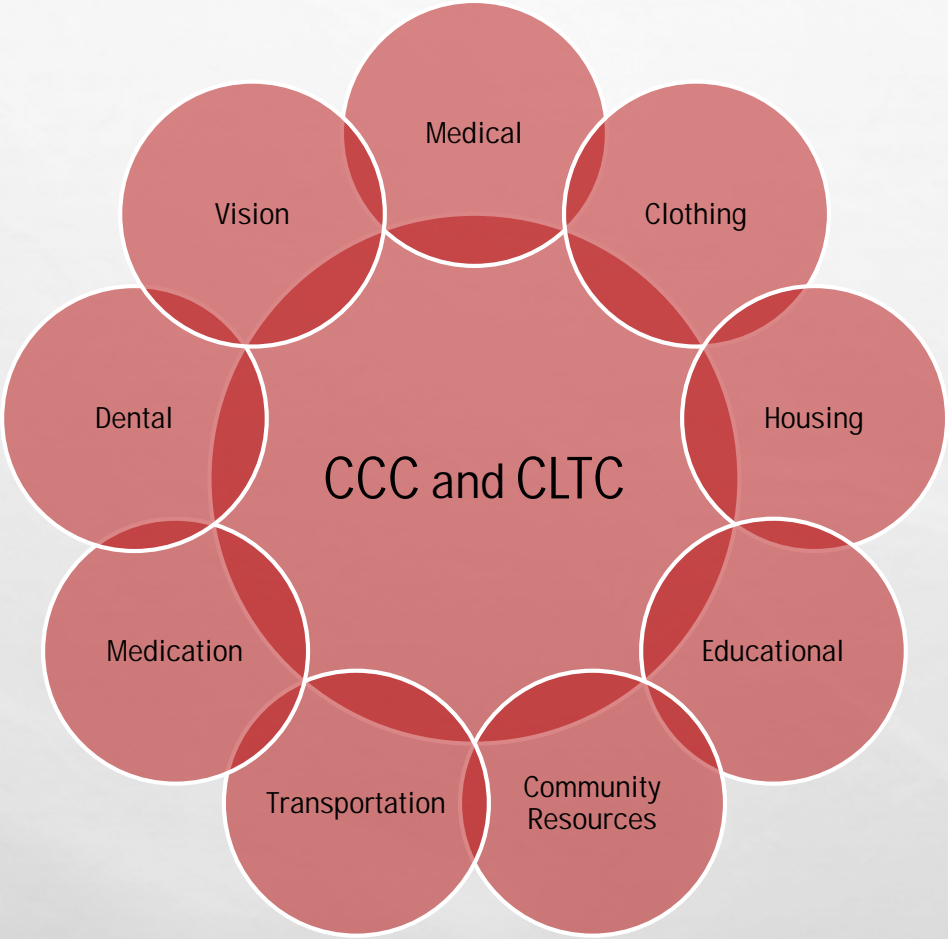 Medical
Clothing
Housing
Educational
Community
Resources
Transportation
Medication
Dental
Vision
CCC and CLTC